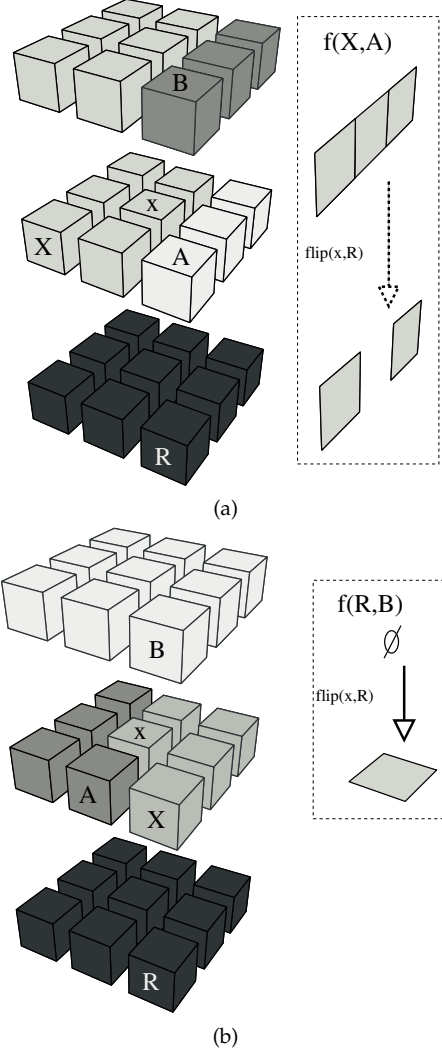 f(X,A)
B
x
X
A
flip(x,R)
R
(a)
f(R,B)
∅
B
flip(x,R)
x
A
X
R
(b)